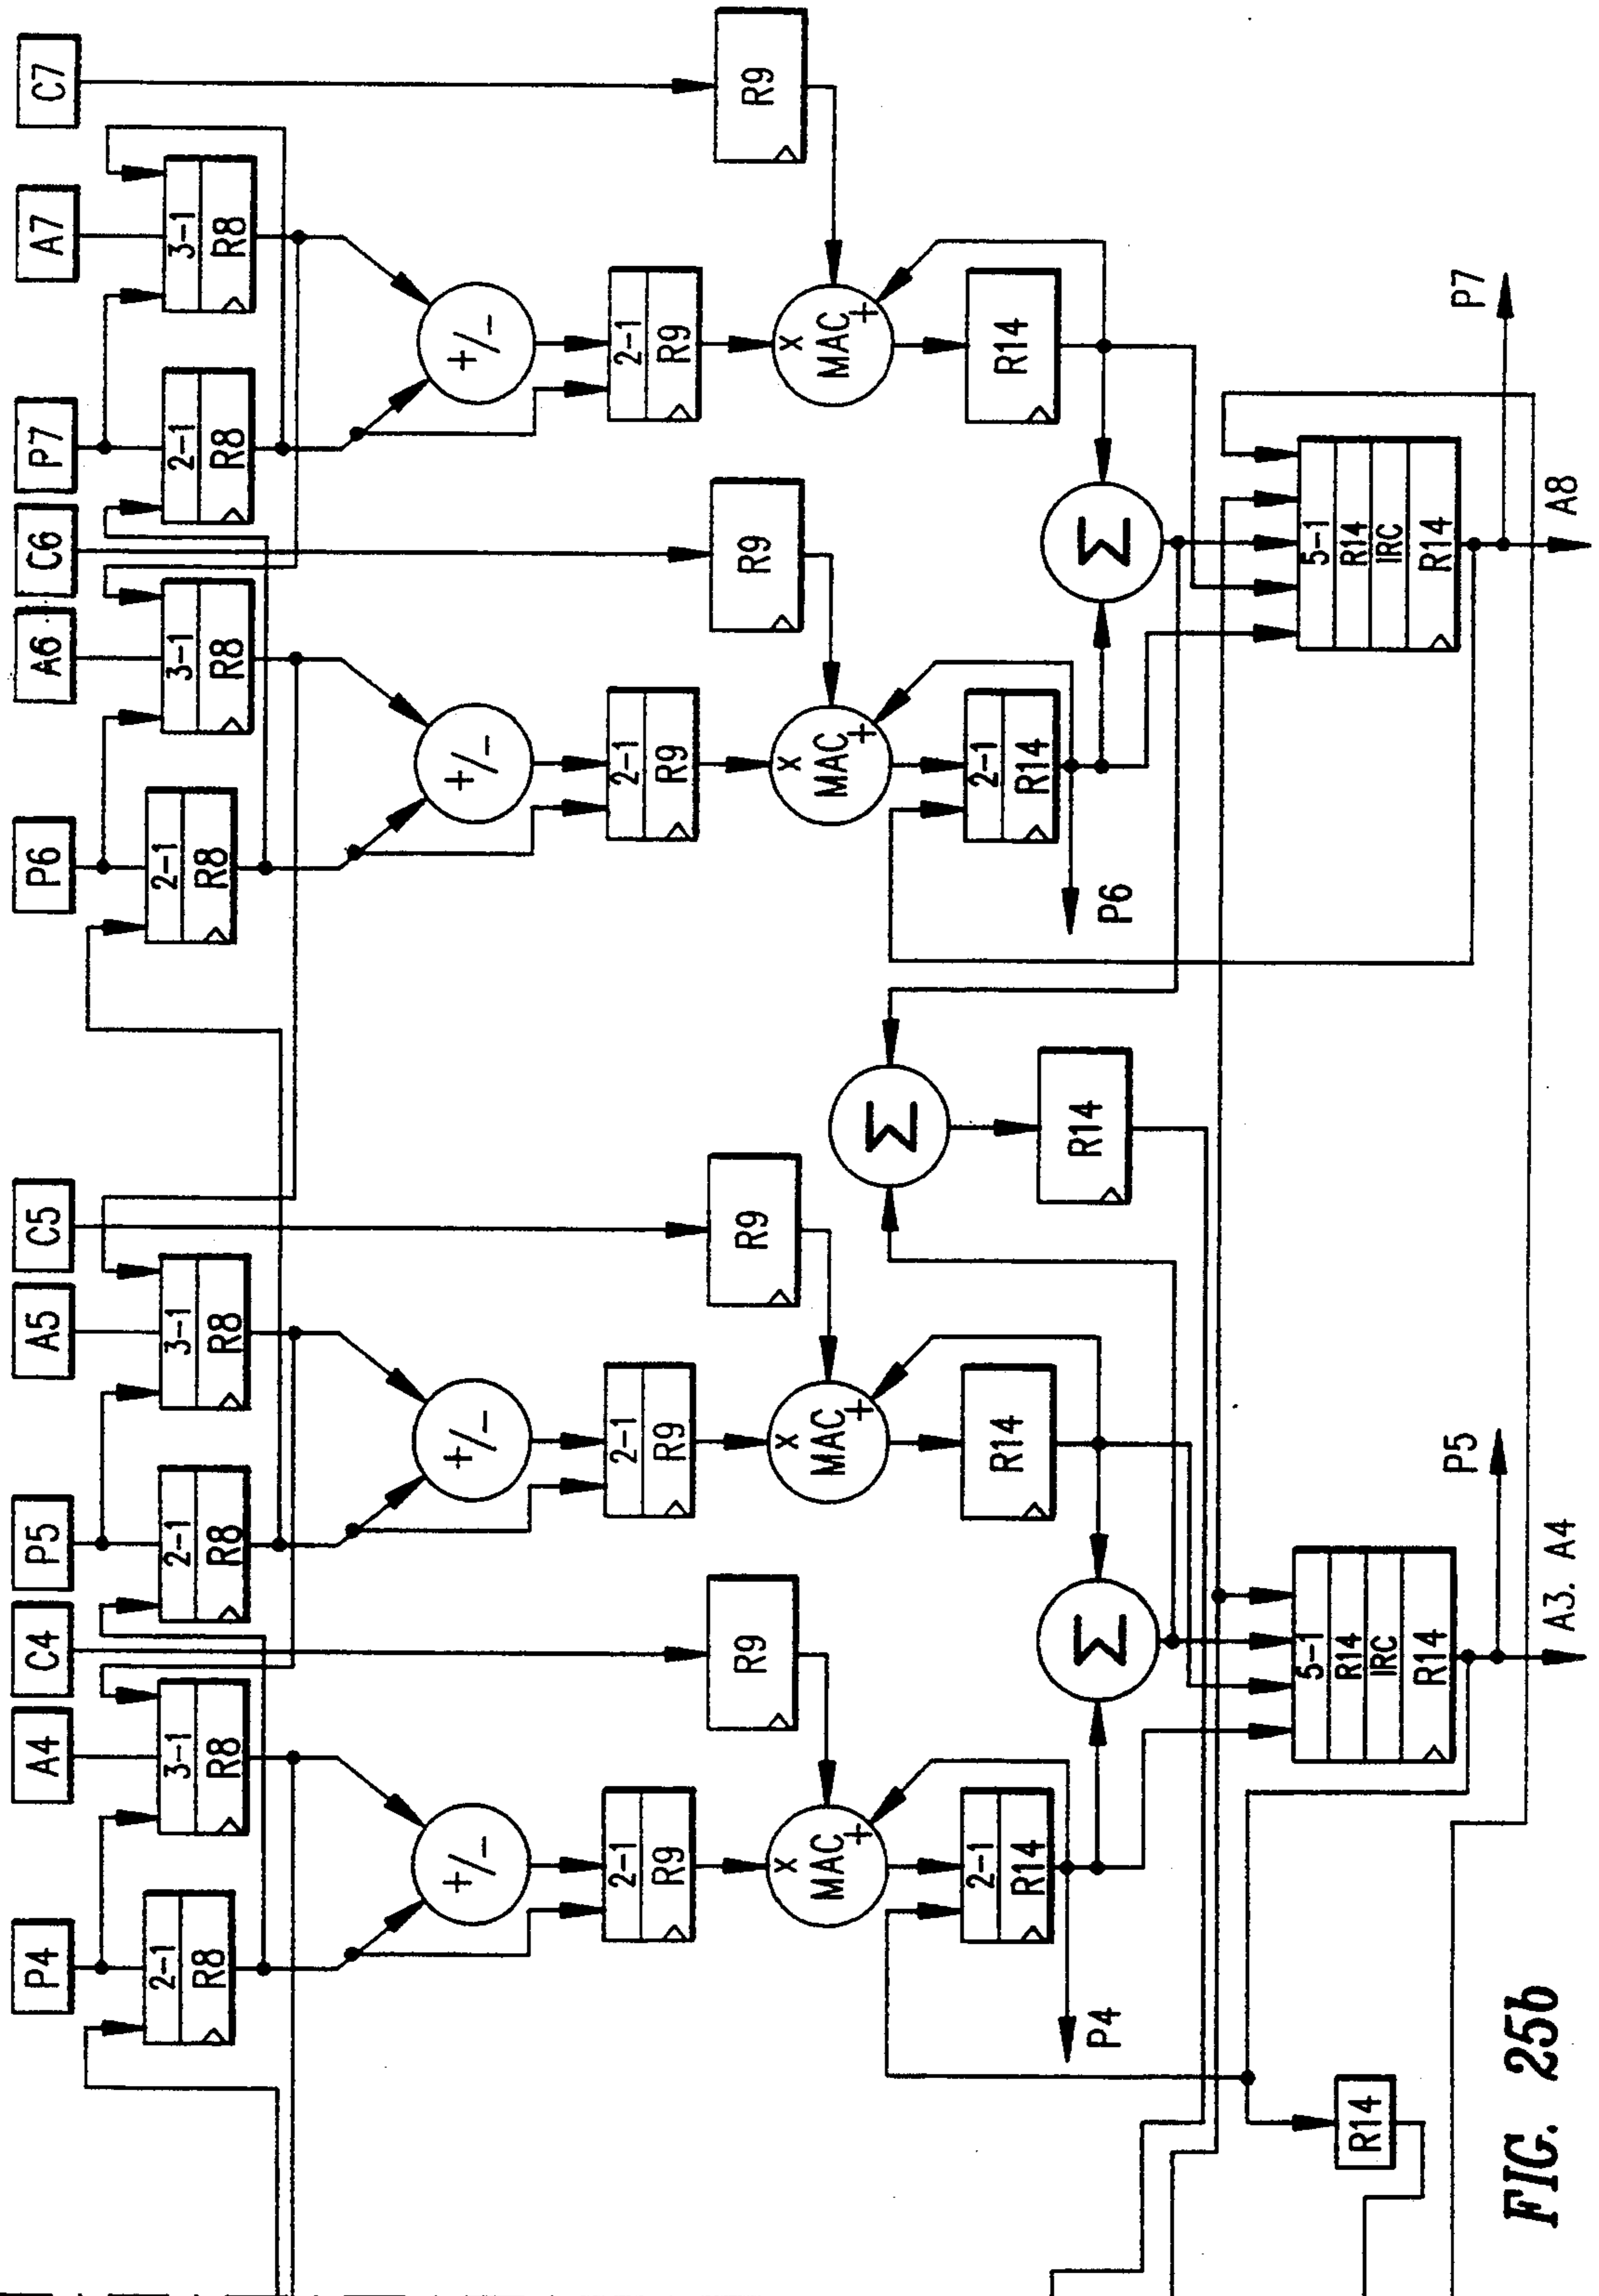 P4
A4
C4
P5
A5
C5
P6
A6
C6
P7
A7
C7
2-1
R8
3-1
R8
2-1
R8
3-1
R8
2-1
R8
3-1
R8
2-1
R8
3-1
R8
+/-
+/-
+/-
+/-
2-1
R9
R9
2-1
R9
R9
2-1
R9
R9
2-1
R9
R9
x
MAC
+
x
MAC
+
x
MAC
+
x
MAC
+
Σ
2-1
R14
R14
R14
2-1
R14
R14
P4
Σ
P6
Σ
R14
5-1
R14
IRC
R14
5-1
R14
IRC
R14
P5
P7
A3. A4
A8
FIG. 25b